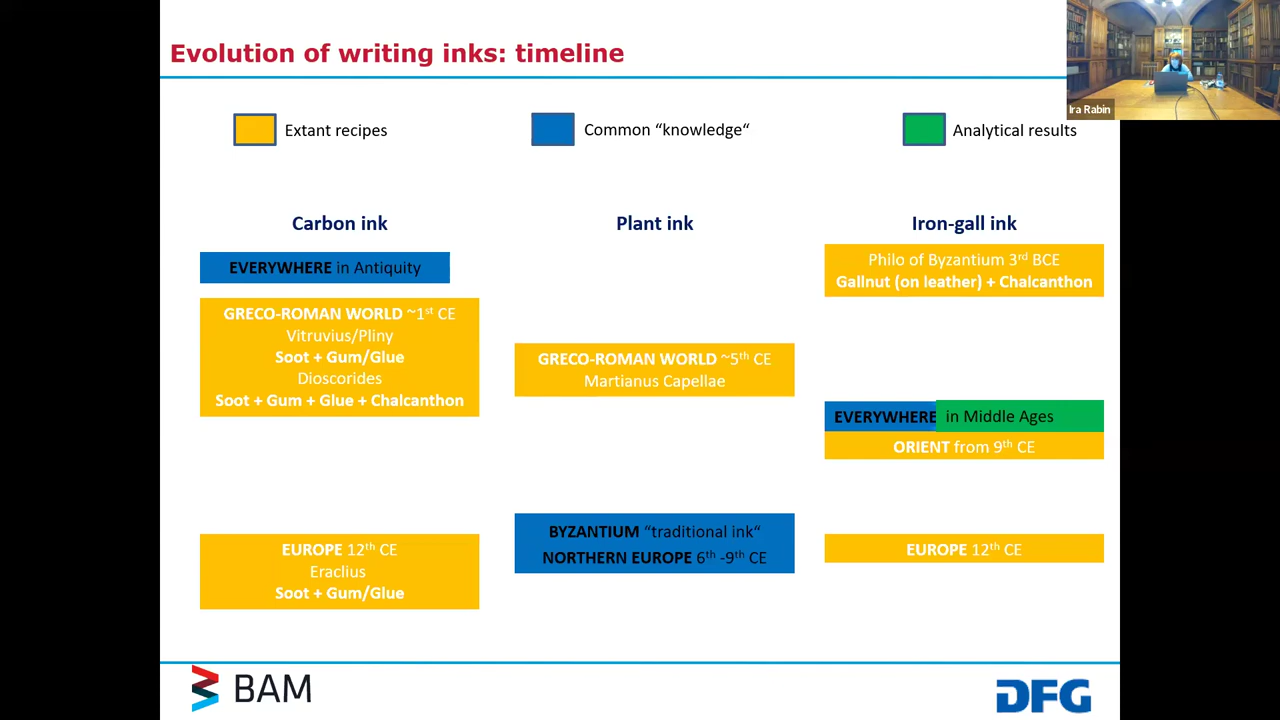 Evolution of writing inks: timeline
Ira Rabin
Extant recipes
Common “knowledge“
Analytical results
Carbon ink
EVERYWHERE in Antiquity
GRECO-ROMAN WORLD ~1st CE
Vitruvius/Pliny
Soot + Gum/Glue
Dioscorides
Soot + Gum + Glue + Chalcanthon
EUROPE 12th CE
Eraclius
Soot + Gum/Glue
Plant ink
GRECO-ROMAN WORLD ~5th CE
Martianus Capellae
BYZANTIUM “traditional ink“
NORTHERN EUROPE 6th -9th CE
Iron-gall ink
Philo of Byzantium 3rd BCE
Gallnut (on leather) + Chalcanthon
EVERYWHERE in Middle Ages
ORIENT from 9th CE
EUROPE 12th CE
BAM
DFG